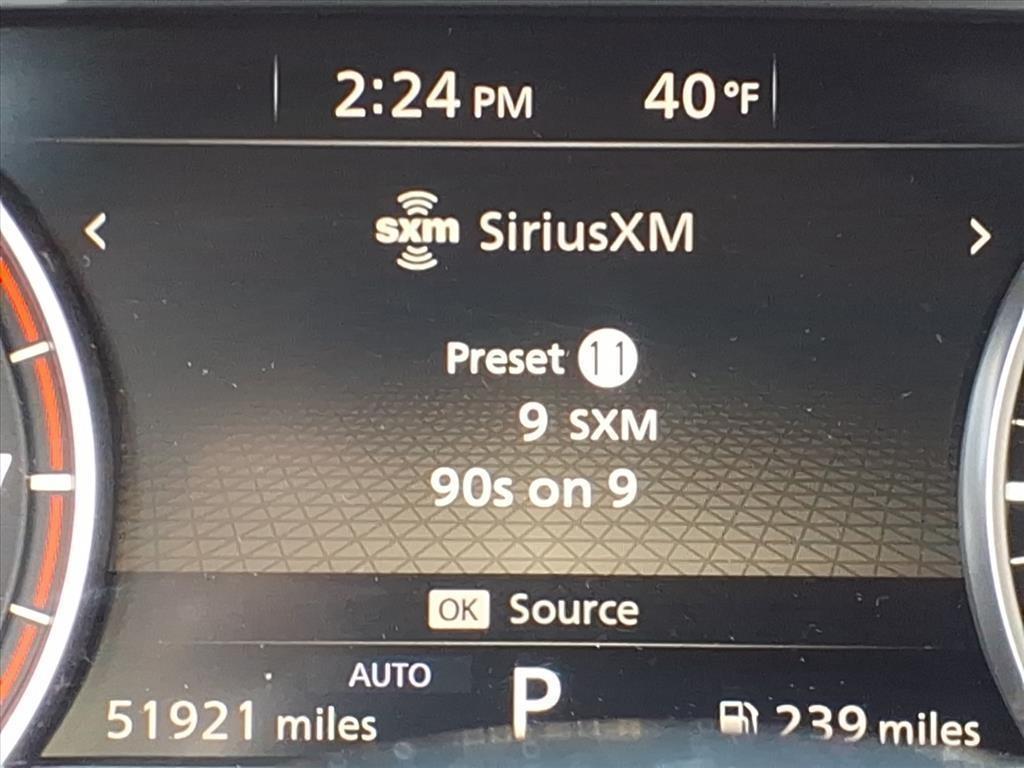 2:24 PM 40°F
< sxm SiriusXM >
Preset 11
9 SXM
90s on 9
OK Source
AUTO
51921 miles P 239 miles